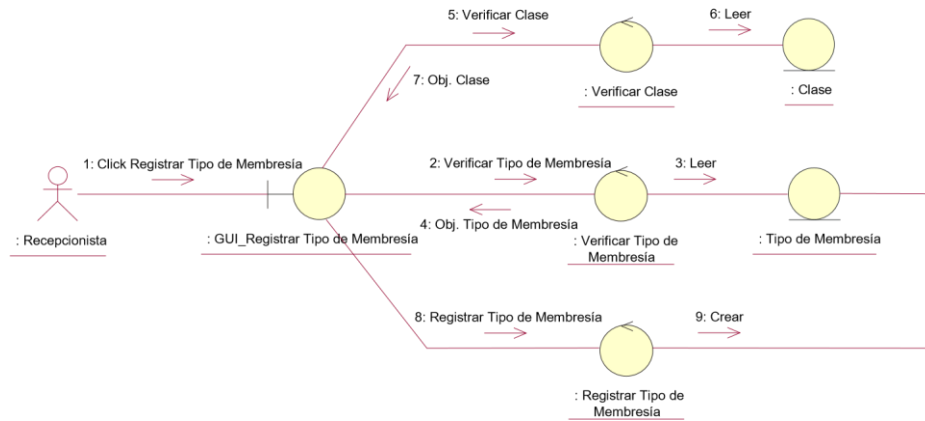 5: Verificar Clase
6: Leer
7: Obj. Clase
: Verificar Clase
: Clase
1: Click Registrar Tipo de Membresía
2: Verificar Tipo de Membresía
3: Leer
4: Obj. Tipo de Membresía
: Recepcionista
: GUI_Registrar Tipo de Membresía
: Verificar Tipo de
Membresía
: Tipo de Membresía
8: Registrar Tipo de Membresía
9: Crear
: Registrar Tipo de
Membresía